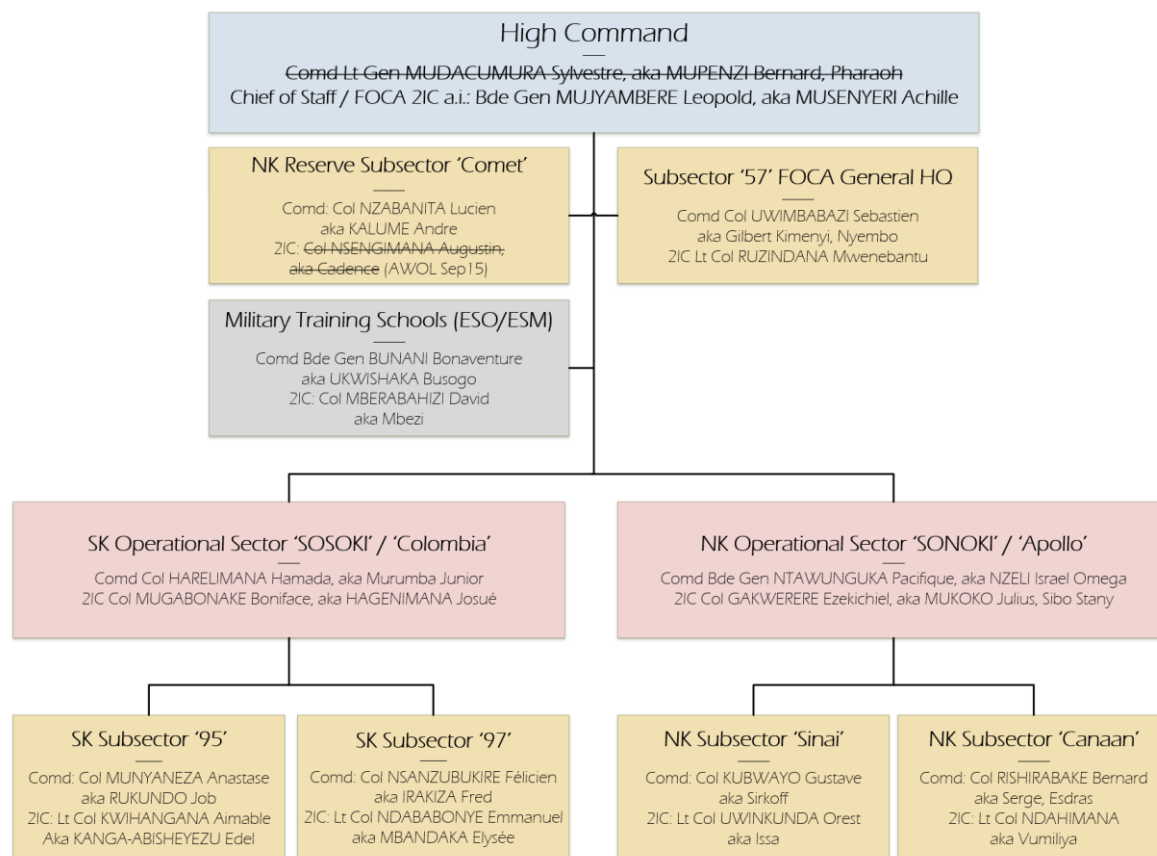 High Command
Comd Lt Gen MUDACUMURA Sylvestre, aka MUPENZI Bernard, Pharaoh
Chief of Staff / FOCA 2IC a.i.: Bde Gen MUJYAMBERE Leopold, aka MUSENYERI Achille
NK Reserve Subsector ‘Comet’
Comd: Col NZABANITA Lucien
aka KALUME Andre
2IC: Col NSENGIMANA Augustin,
aka Cadence (AWOL Sep15)
Subsector ‘57’ FOCA General HQ
Comd Col UWIMBABAZI Sebastien
aka Gilbert Kimenyi, Nyembo
2IC Lt Col RUZINDANA Mwenebantu
Military Training Schools (ESO/ESM)
Comd Bde Gen BUNANI Bonaventure
aka UKWISHAKA Busogo
2IC: Col MBERABAHIZI David
aka Mbezi
SK Operational Sector ‘SOSOKI’ / ‘Colombia’
Comd Col HARELIMANA Hamada, aka Murumba Junior
2IC Col MUGABONAKE Boniface, aka HAGENIMANA Josué
NK Operational Sector ‘SONOKI’ / ‘Apollo’
Comd Bde Gen NTAWUNGUKA Pacifique, aka NZELI Israel Omega
2IC Col GAKWERERE Ezekichiel, aka MUKOKO Julius, Sibo Stany
SK Subsector ‘95’
Comd: Col MUNYANEZA Anastase
aka RUKUNDO Job
2IC: Lt Col KWIHANGANA Aimable
Aka KANGA-ABISHEYEZU Edel
SK Subsector ‘97’
Comd: Col NSANZUBUKIRE Félicien
aka IRAKIZA Fred
2IC: Lt Col NDABABONYE Emmanuel
aka MBANDAKA Elysée
NK Subsector ‘Sinai’
Comd: Col KUBWAYO Gustave
aka Sirkoff
2IC: Lt Col UWINKUNDA Orest
aka Issa
NK Subsector ‘Canaan’
Comd: Col RISHIRABAKE Bernard
aka Serge, Esdras
2IC: Lt Col NDAHIMANA
aka Vumiliya